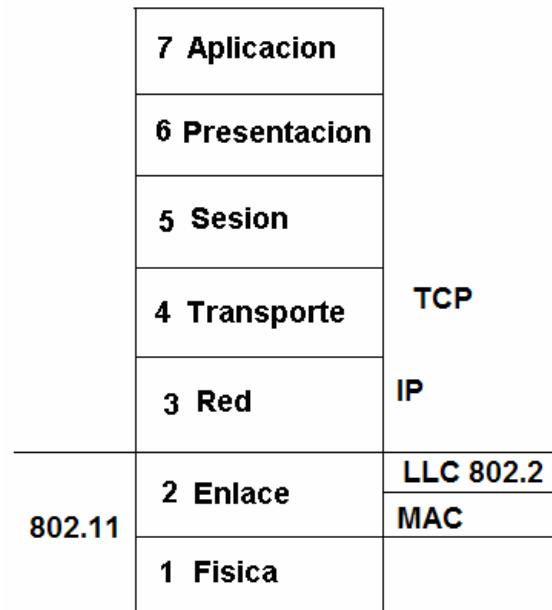 7 Aplicacion
6 Presentacion
5 Sesion
4 Transporte
TCP
3 Red
IP
2 Enlace
LLC 802.2
MAC
802.11
1 Fisica